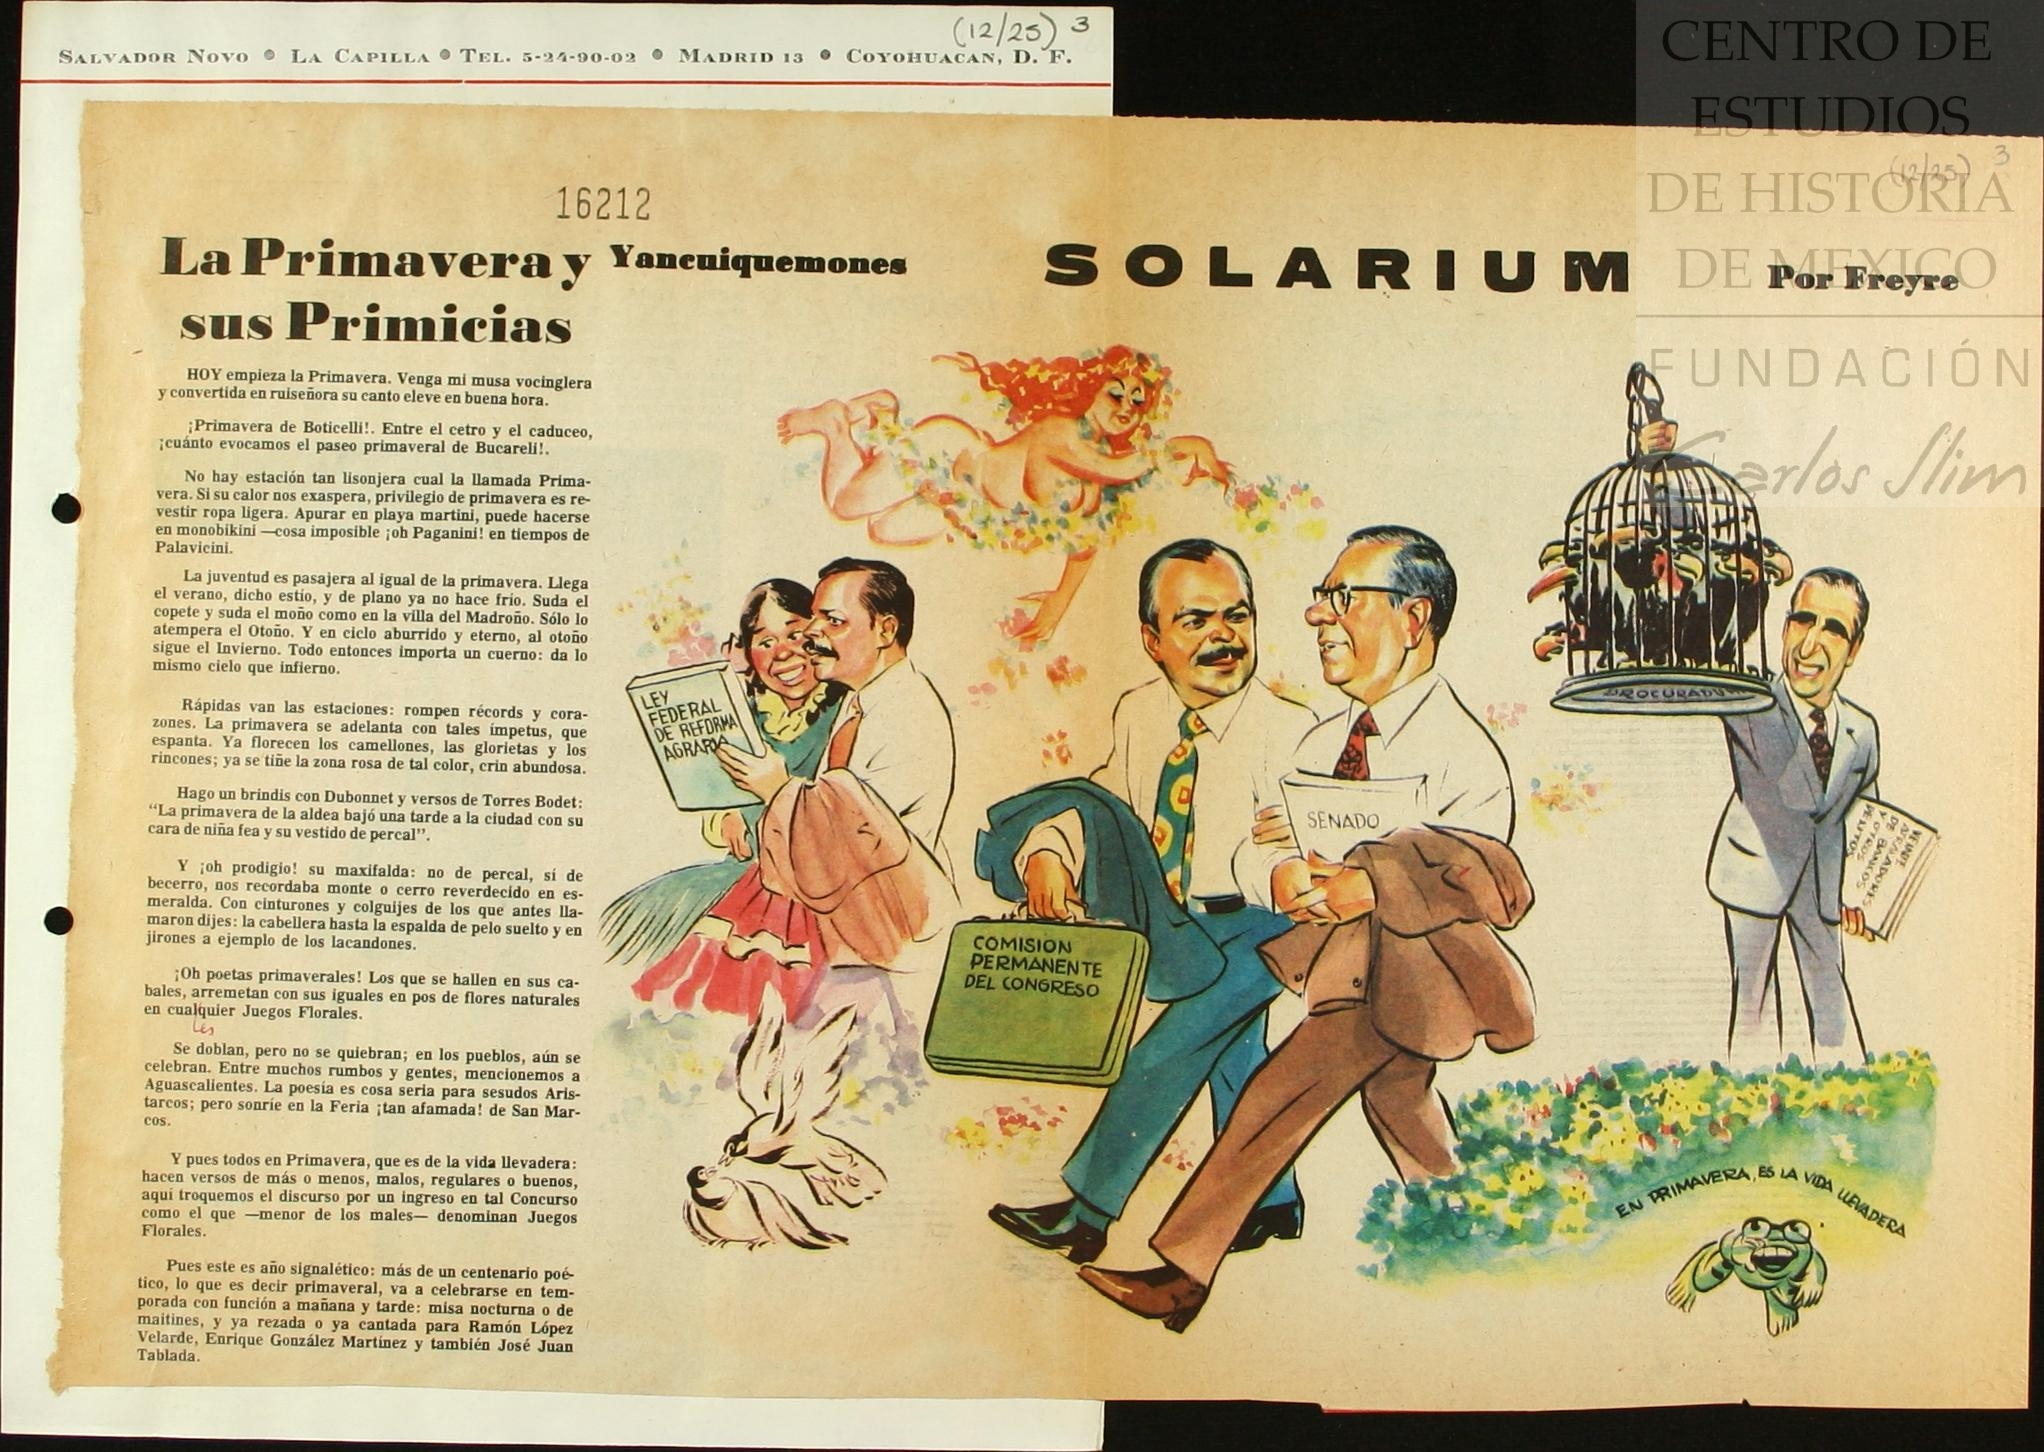 (12/25) 3
SALVADOR NOVO • LA CAPILLA • TEL. 5-24-90-02 • MADRID 13 • COYOHUACAN, D. F.
CENTRO DE
ESTUDIOS
DE HISTORIA
DE MEXICO
FUNDACIÓN
Carlos Slim
(12/25) 3
16212
La Primavera y
sus Primicias
Yancuiquemones
SOLARIUM
Por Freyre
HOY empieza la Primavera. Venga mi musa vocinglera
y convertida en ruiseñora su canto eleve en buena hora.
¡Primavera de Boticelli!. Entre el cetro y el caduceo,
¡cuánto evocamos el paseo primaveral de Bucareli!.
No hay estación tan lisonjera cual la llamada Prima-
vera. Si su calor nos exaspera, privilegio de primavera es re-
vestir ropa ligera. Apurar en playa martini, puede hacerse
en monobikini —cosa imposible ¡oh Paganini! en tiempos de
Palavicini.
La juventud es pasajera al igual de la primavera. Llega
el verano, dicho estío, y de plano ya no hace frío. Suda el
copete y suda el moño como en la villa del Madroño. Sólo lo
atempera el Otoño. Y en ciclo aburrido y eterno, al otoño
sigue el Invierno. Todo entonces importa un cuerno: da lo
mismo cielo que infierno.
Rápidas van las estaciones: rompen récords y cora-
zones. La primavera se adelanta con tales ímpetus, que
espanta. Ya florecen los camellones, las glorietas y los
rincones; ya se tiñe la zona rosa de tal color, crin abundosa.
Hago un brindis con Dubonnet y versos de Torres Bodet:
"La primavera de la aldea bajó una tarde a la ciudad con su
cara de niña fea y su vestido de percal".
Y ¡oh prodigio! su maxifalda: no de percal, sí de
becerro, nos recordaba monte o cerro reverdecido en es-
meralda. Con cinturones y colguijes de los que antes lla-
maron dijes: la cabellera hasta la espalda de pelo suelto y en
jirones a ejemplo de los lacandones.
¡Oh poetas primaverales! Los que se hallen en sus ca-
bales, arremetan con sus iguales en pos de flores naturales
en cualquier Juegos Florales.
les
Se doblan, pero no se quiebran; en los pueblos, aún se
celebran. Entre muchos rumbos y gentes, mencionemos a
Aguascalientes. La poesía es cosa seria para sesudos Aris-
tarcos; pero sonríe en la Feria ¡tan afamada! de San Mar-
cos.
Y pues todos en Primavera, que es de la vida llevadera:
hacen versos de más o menos, malos, regulares o buenos,
aquí troquemos el discurso por un ingreso en tal Concurso
como el que —menor de los males— denominan Juegos
Florales.
Pues este es año signalético: más de un centenario poé-
tico, lo que es decir primaveral, va a celebrarse en tem-
porada con función a mañana y tarde: misa nocturna o de
maitines, y ya rezada o ya cantada para Ramón López
Velarde, Enrique González Martínez y también José Juan
Tablada.
LEY
FEDERAL
DE REFORMA
AGRARIA
COMISION
PERMANENTE
DEL CONGRESO
SENADO
PROCURADURI
VEINTE
ASALTADORES
DE BANCOS
Y OTROS
DELITOS
EN PRIMAVERA, ES LA VIDA LLEVADERA